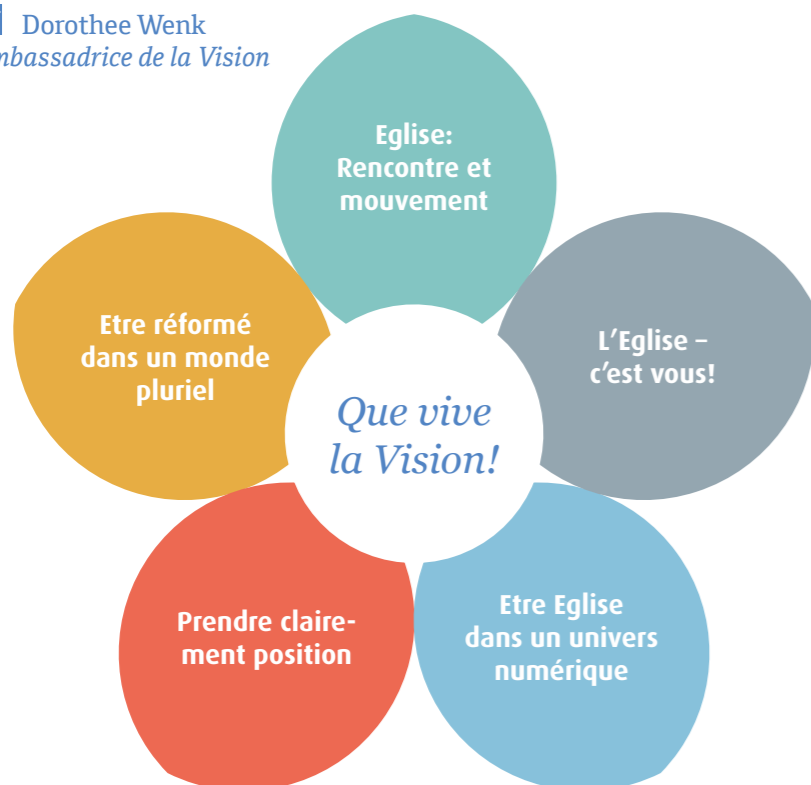 Dorothee Wenk
mbassadrice de la Vision
Eglise:
Rencontre et
mouvement
Etre réformé
dans un monde
pluriel
L'Eglise –
c'est vous!
Que vive
la Vision!
Prendre claire-
ment position
Etre Eglise
dans un univers
numérique